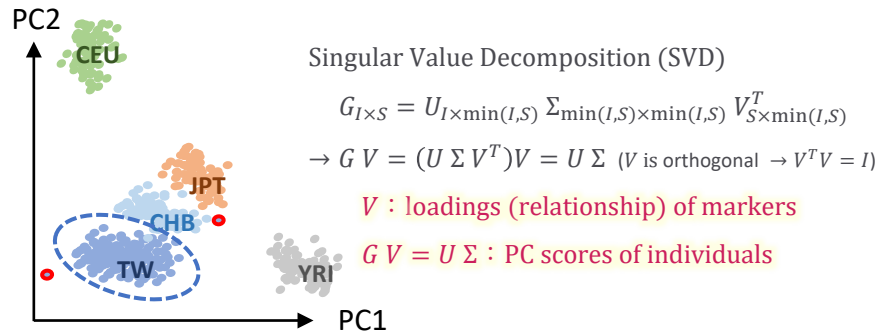 PC2
CEU
JPT
CHB
TW
YRI
PC1
Singular Value Decomposition (SVD)
G_{I×S} = U_{I×min(I,S)} Σ_{min(I,S)×min(I,S)} V^T_{S×min(I,S)}
→ G V = (U Σ V^T)V = U Σ (V is orthogonal → V^T V = I)
V : loadings (relationship) of markers
G V = U Σ : PC scores of individuals